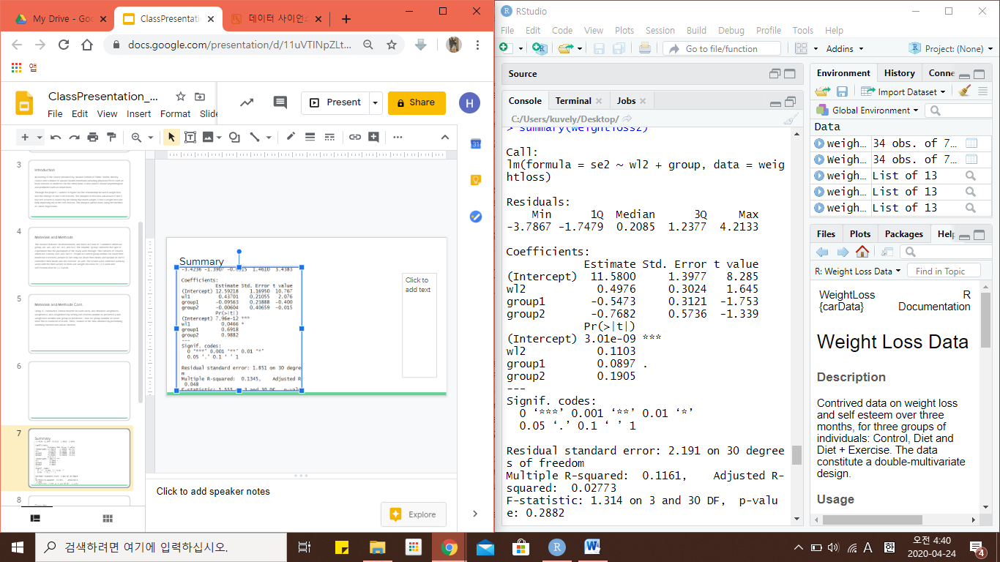 My Drive - Goo
ClassPresentati
데이터 사이언스
docs.google.com/presentation/d/11uVTINpZLt...
앱
ClassPresentation_...
File Edit View Insert Format Slide
Present
Share
H
3
Introduction
4
Materials and Methods
5
Materials and Methods Cont.
6
7
Summary
8
Summary
-3.4236 -1.3907 -0.0315 1.4610 3.4383
Coefficients:
Estimate Std. Error t value
(Intercept) 12.59218 1.16950 10.767
wl1 0.43701 0.21055 2.076
group1 -0.09563 0.23888 -0.400
group2 -0.00604 0.40659 -0.015
Pr(>|t|)
(Intercept) 7.96e-12 ***
wl1 0.0466 *
group1 0.6918
group2 0.9882
---
Signif. codes:
0 ‘***’ 0.001 ‘**’ 0.01 ‘*’
0.05 ‘.’ 0.1 ‘ ’ 1
Residual standard error: 1.851 on 30 degree
Multiple R-squared: 0.1345, Adjusted R
0.048
F-statistic: 1.555 3 and 30 DF, p-valu
Click to
add text
Click to add speaker notes
Explore
RStudio
File Edit Code View Plots Session Build Debug Profile Tools Help
Go to file/function
Addins
Project: (None)
Source
Console Terminal Jobs
C:/Users/kuvely/Desktop/
> summary(weightloss2)
Call:
lm(formula = se2 ~ wl2 + group, data = weig
htloss)
Residuals:
Min 1Q Median 3Q Max
-3.7867 -1.7479 0.2085 1.2377 4.2133
Coefficients:
Estimate Std. Error t value
(Intercept) 11.5800 1.3977 8.285
wl2 0.4976 0.3024 1.645
group1 -0.5473 0.3121 -1.753
group2 -0.7682 0.5736 -1.339
Pr(>|t|)
(Intercept) 3.01e-09 ***
wl2 0.1103
group1 0.0897 .
group2 0.1905
---
Signif. codes:
0 ‘***’ 0.001 ‘**’ 0.01 ‘*’
0.05 ‘.’ 0.1 ‘ ’ 1
Residual standard error: 2.191 on 30 degree
s of freedom
Multiple R-squared: 0.1161, Adjusted R-
squared: 0.02773
F-statistic: 1.314 on 3 and 30 DF, p-valu
e: 0.2882
Environment History Conne
Import Dataset
Global Environment
Data
weigh... 34 obs. of 7...
weigh... 34 obs. of 7...
weigh... List of 13
weigh... List of 13
weigh... List of 13
Files Plots Packages Help
R: Weight Loss Data
Find in Topic
WeightLoss R
{carData} Documentation
Weight Loss Data
Description
Contrived data on weight loss
and self esteem over three
months, for three groups of
individuals: Control, Diet and
Diet + Exercise. The data
constitute a double-multivariate
design.
Usage
검색하려면 여기에 입력하십시오.
A 한
오전 4:40
2020-04-24
4